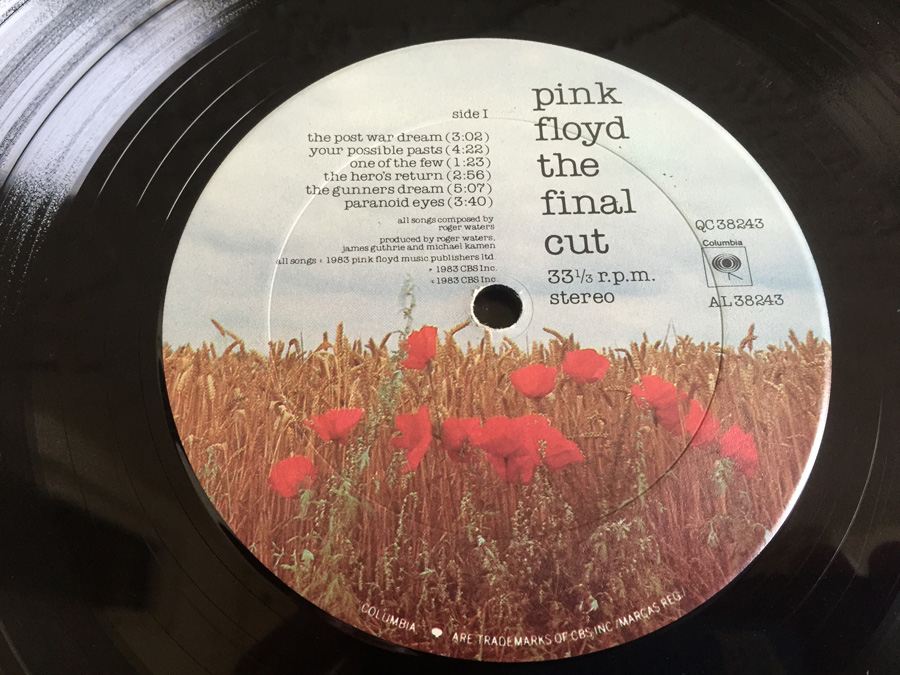 side I
the post war dream (3:02)
your possible pasts (4:22)
one of the few (1:23)
the hero's return (2:56)
the gunners dream (5:07)
paranoid eyes (3:40)
all songs composed by
roger waters
produced by roger waters,
james guthrie and michael kamen
all songs © 1983 pink floyd music publishers ltd
℗ 1983 CBS Inc.
© 1983 CBS Inc
pink
floyd
the
final
cut
33⅓ r.p.m.
stereo
QC 38243
Columbia
AL 38243
COLUMBIA ARE TRADEMARKS OF CBS INC /MARCAS REG./